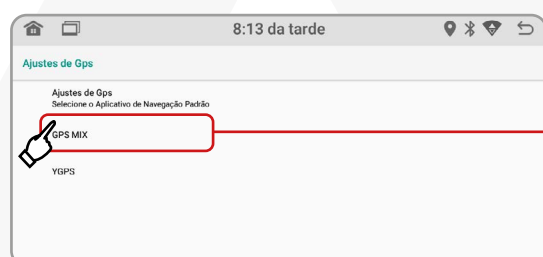 8:13 da tarde
Ajustes de Gps
Ajustes de Gps
Selecione o Aplicativo de Navegação Padrão
GPS MIX
YGPS